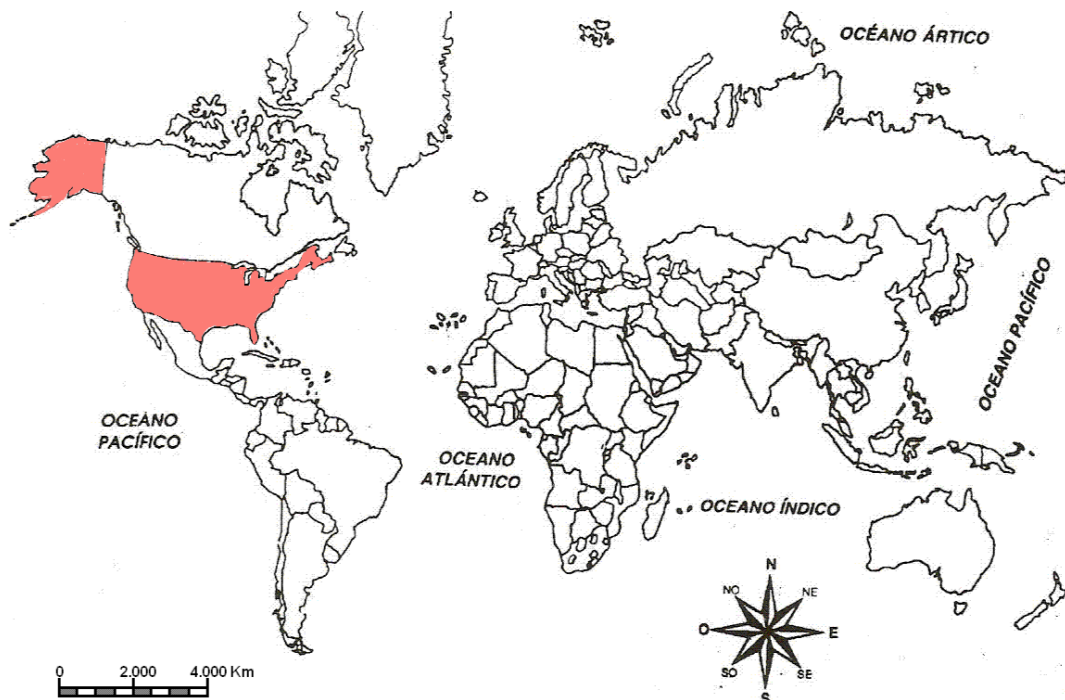 OCÉANO ÁRTICO
OCEANO PACÍFICO
OCEANO
PACÍFICO
OCEANO
ATLÁNTICO
OCEANO ÍNDICO
N
NO
NE
O
E
SO
SE
S
0
2.000
4.000 Km